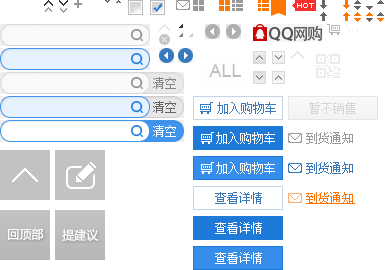 HOT
QQ网购
ALL
清空
清空
清空
加入购物车 暂不销售
加入购物车 到货通知
加入购物车 到货通知
查看详情 到货通知
查看详情
查看详情
回顶部 提建议